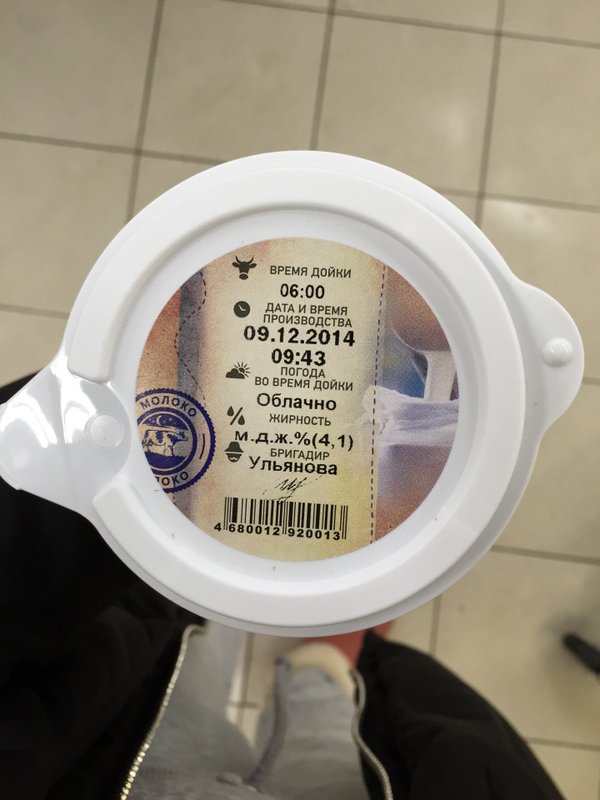 ВРЕМЯ ДОЙКИ
06:00
ДАТА И ВРЕМЯ
ПРОИЗВОДСТВА
09.12.2014
09:43
ПОГОДА
ВО ВРЕМЯ ДОЙКИ
Облачно
ЖИРНОСТЬ
м.д.ж.%(4,1)
БРИГАДИР
Ульянова
4 680012 920013
МОЛОКО